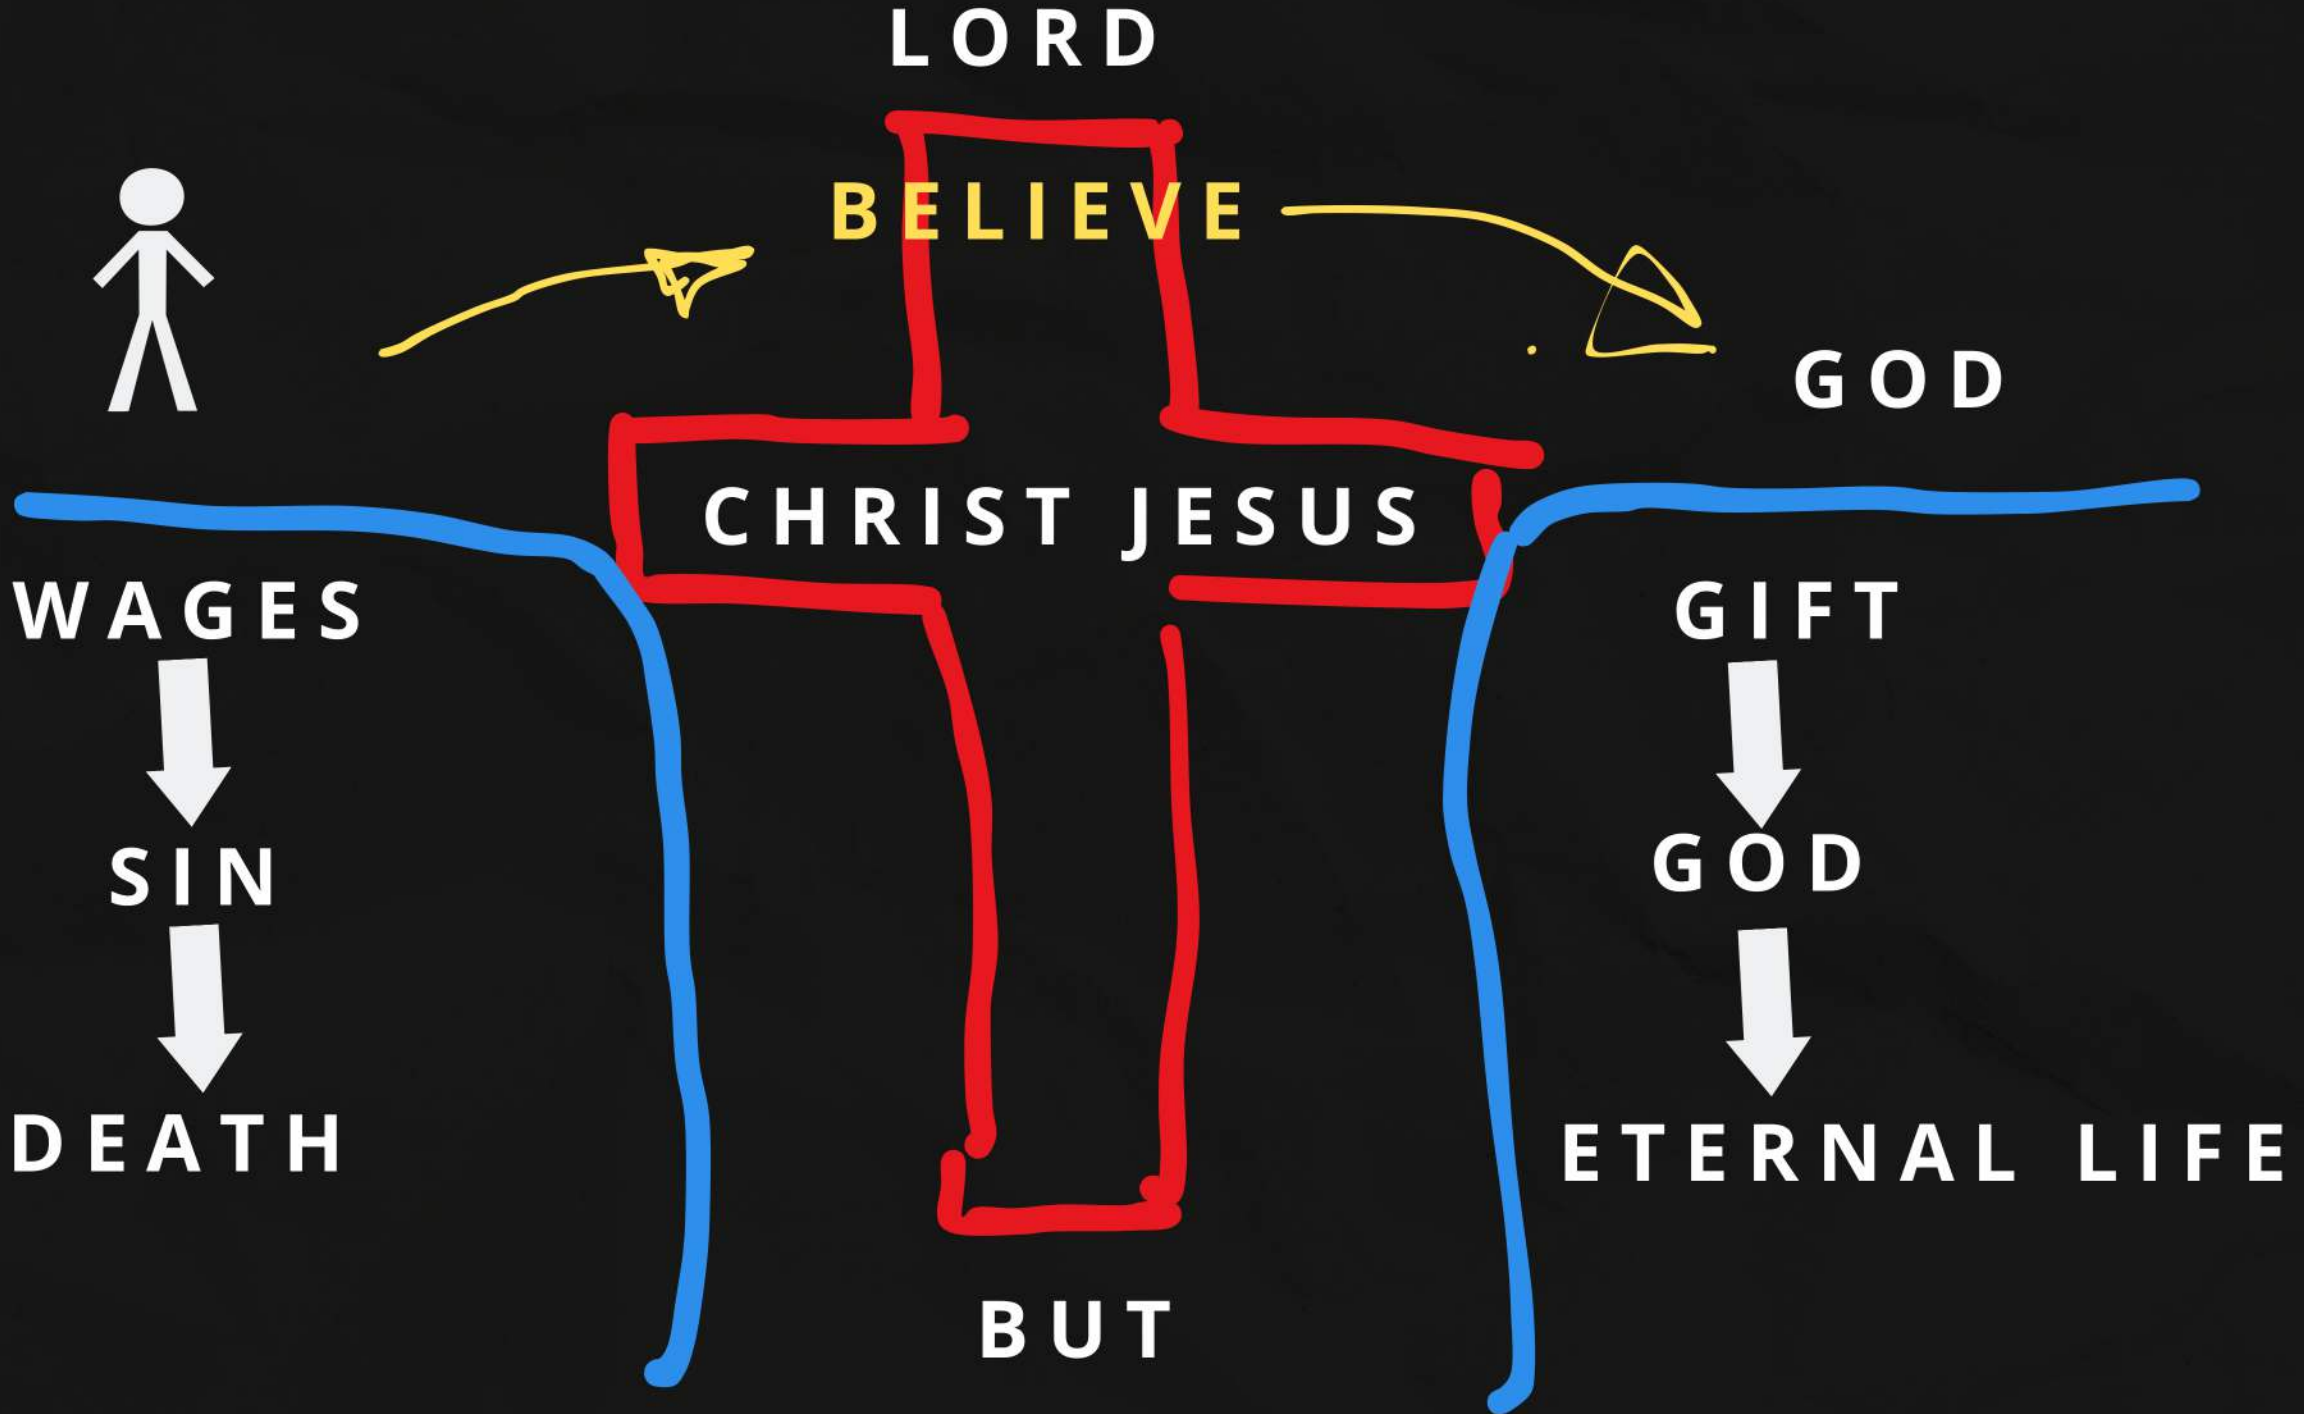 LORD
BELIEVE
GOD
CHRIST JESUS
WAGES
GIFT
SIN
GOD
DEATH
ETERNAL LIFE
BUT